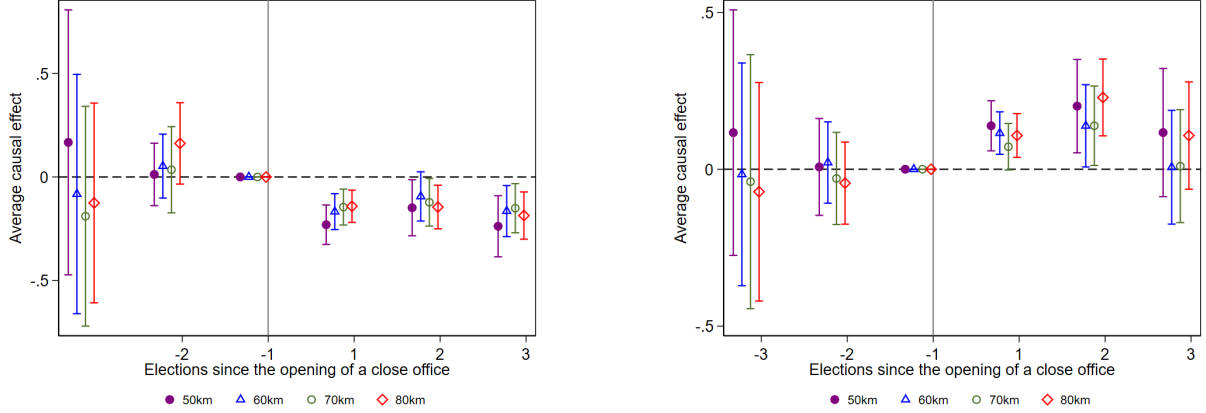 Average causal effect
.5
0
-.5
-2
-1
1
2
3
Elections since the opening of a close office
50km
60km
70km
80km
Average causal effect
.5
0
-.5
-3
-2
-1
1
2
3
Elections since the opening of a close office
50km
60km
70km
80km